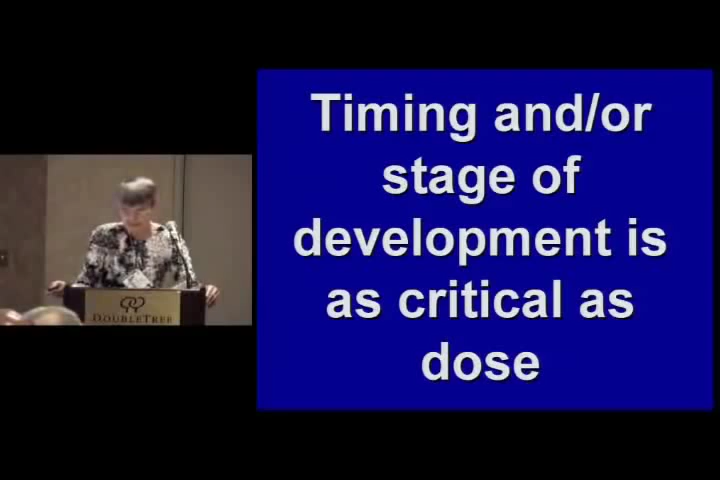 Timing and/or
stage of
development is
as critical as
dose
DOUBLETREE